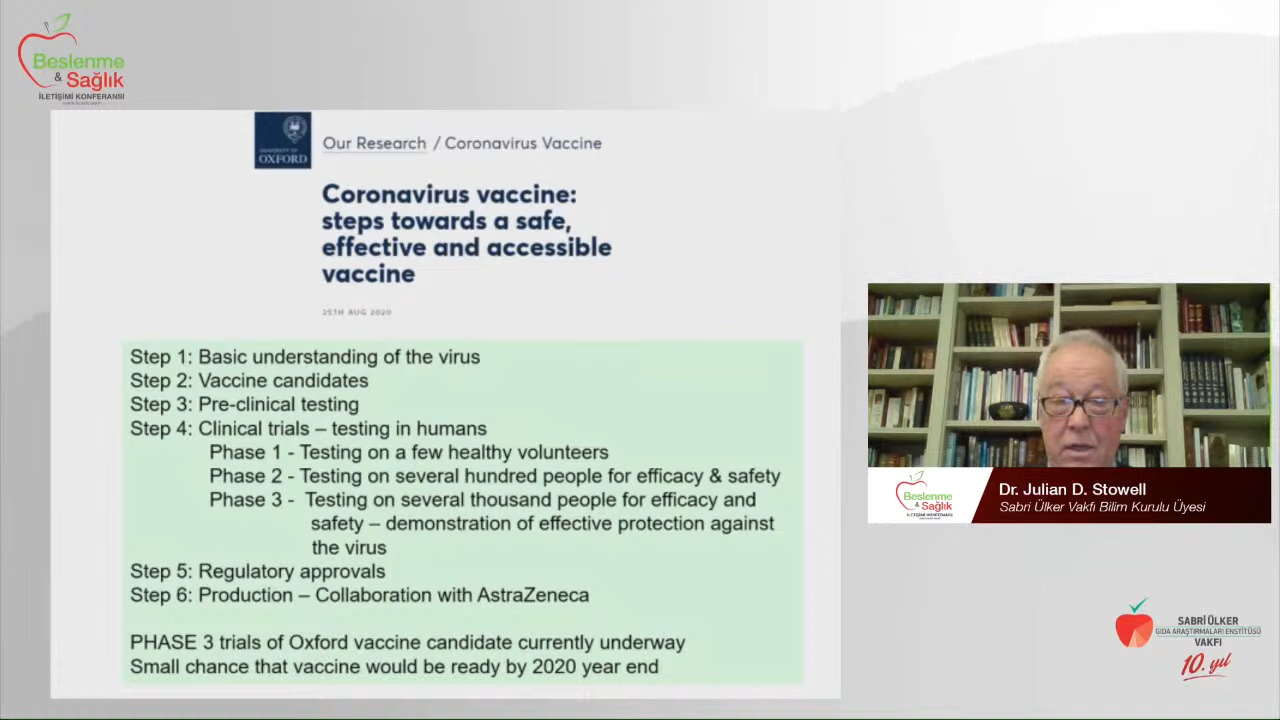 Beslenme
& Sağlık
İLETİŞİMİ KONFERANSI
UNIVERSITY OF
OXFORD
Our Research / Coronavirus Vaccine
Coronavirus vaccine:
steps towards a safe,
effective and accessible
vaccine
25TH AUG 2020
Step 1: Basic understanding of the virus
Step 2: Vaccine candidates
Step 3: Pre-clinical testing
Step 4: Clinical trials – testing in humans
Phase 1 - Testing on a few healthy volunteers
Phase 2 - Testing on several hundred people for efficacy & safety
Phase 3 - Testing on several thousand people for efficacy and
safety – demonstration of effective protection against
the virus
Step 5: Regulatory approvals
Step 6: Production – Collaboration with AstraZeneca
PHASE 3 trials of Oxford vaccine candidate currently underway
Small chance that vaccine would be ready by 2020 year end
Beslenme
& Sağlık
İLETİŞİMİ KONFERANSI
Dr. Julian D. Stowell
Sabri Ülker Vakfı Bilim Kurulu Üyesi
SABRİ ÜLKER
GIDA ARAŞTIRMALARI ENSTİTÜSÜ
VAKFI
10. yıl